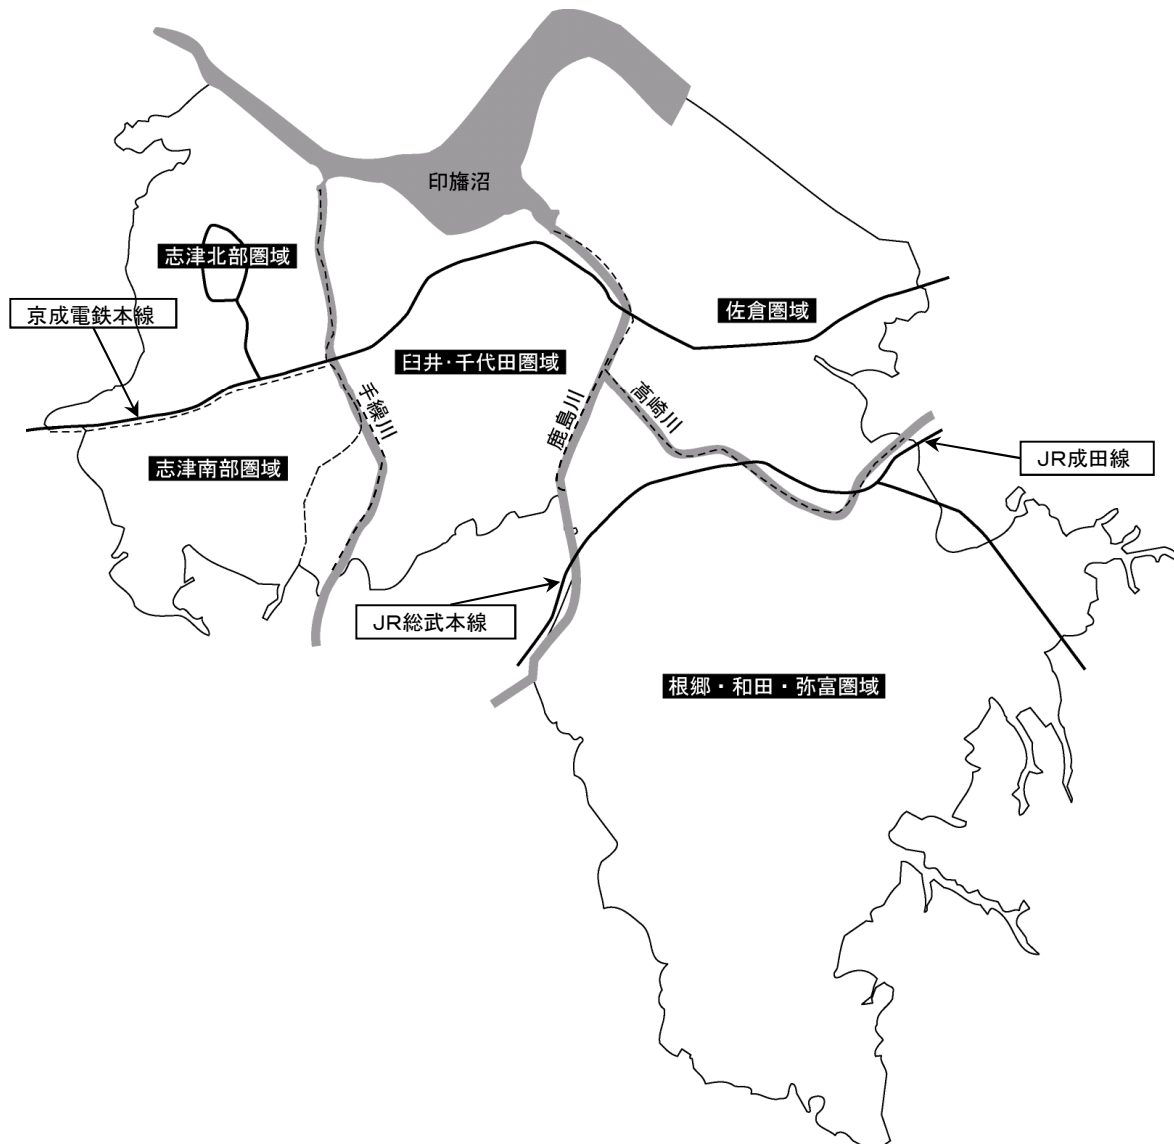 印旛沼
志津北部圏域
京成電鉄本線
佐倉圏域
臼井・千代田圏域
手繰川
鹿島川
高崎川
志津南部圏域
JR成田線
JR総武本線
根郷・和田・弥富圏域